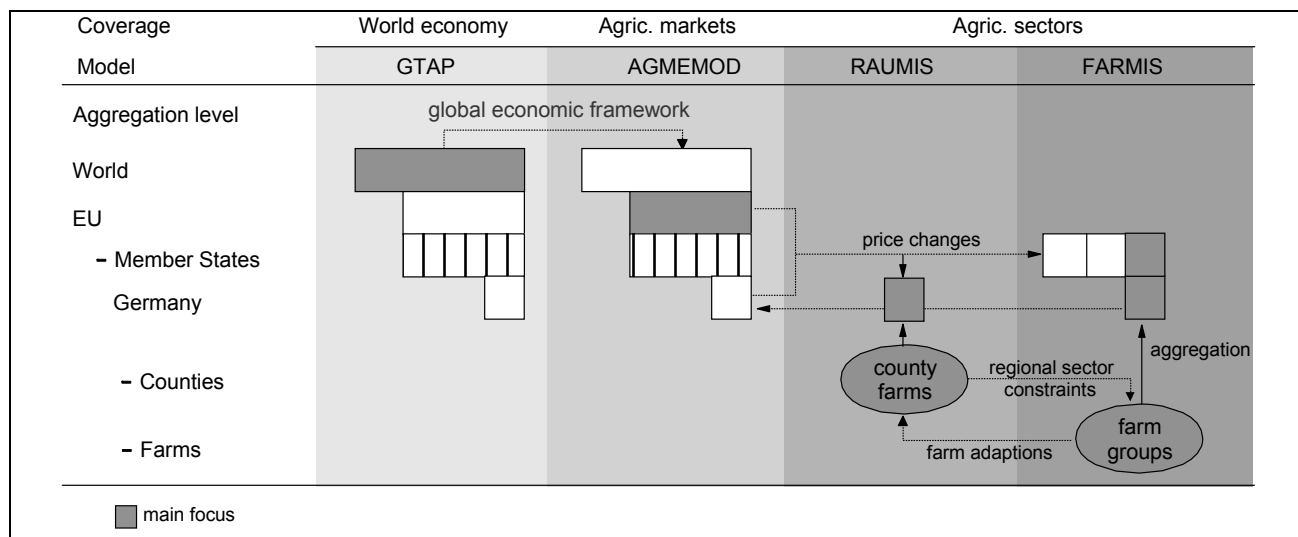 Coverage World economy Agric. markets Agric. sectors
Model GTAP AGMEMOD RAUMIS FARMIS
Aggregation level
global economic framework
World
EU
price changes
– Member States
Germany
aggregation
– Counties
county
farms
regional sector
constraints
farm
groups
– Farms
farm adaptions
main focus